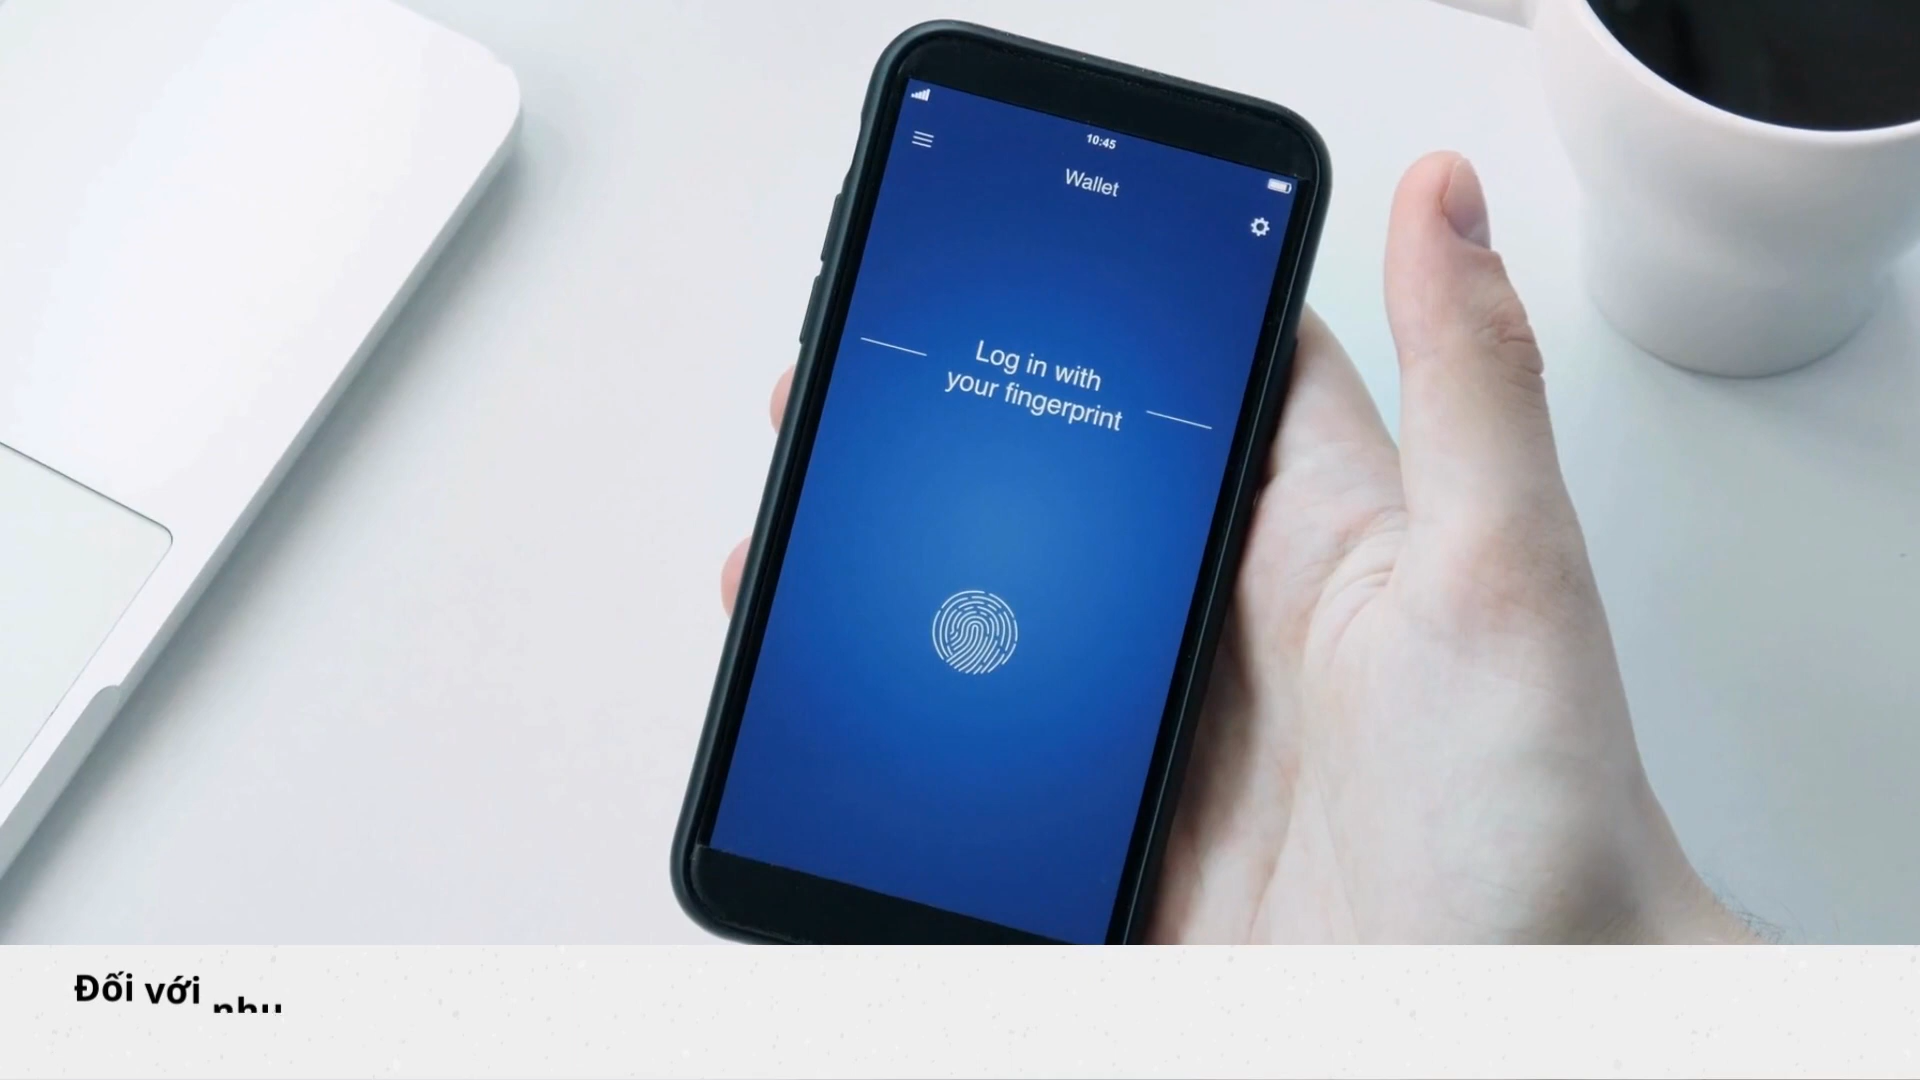 10:45
Wallet
Log in with
your fingerprint
Đối với